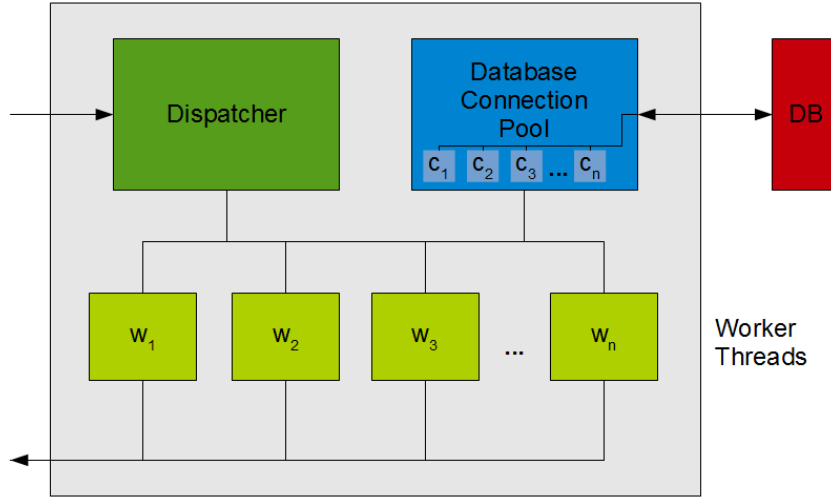 Dispatcher
Database
Connection
Pool
c1 c2 c3 ... cn
DB
w1 w2 w3 ... wn
Worker
Threads